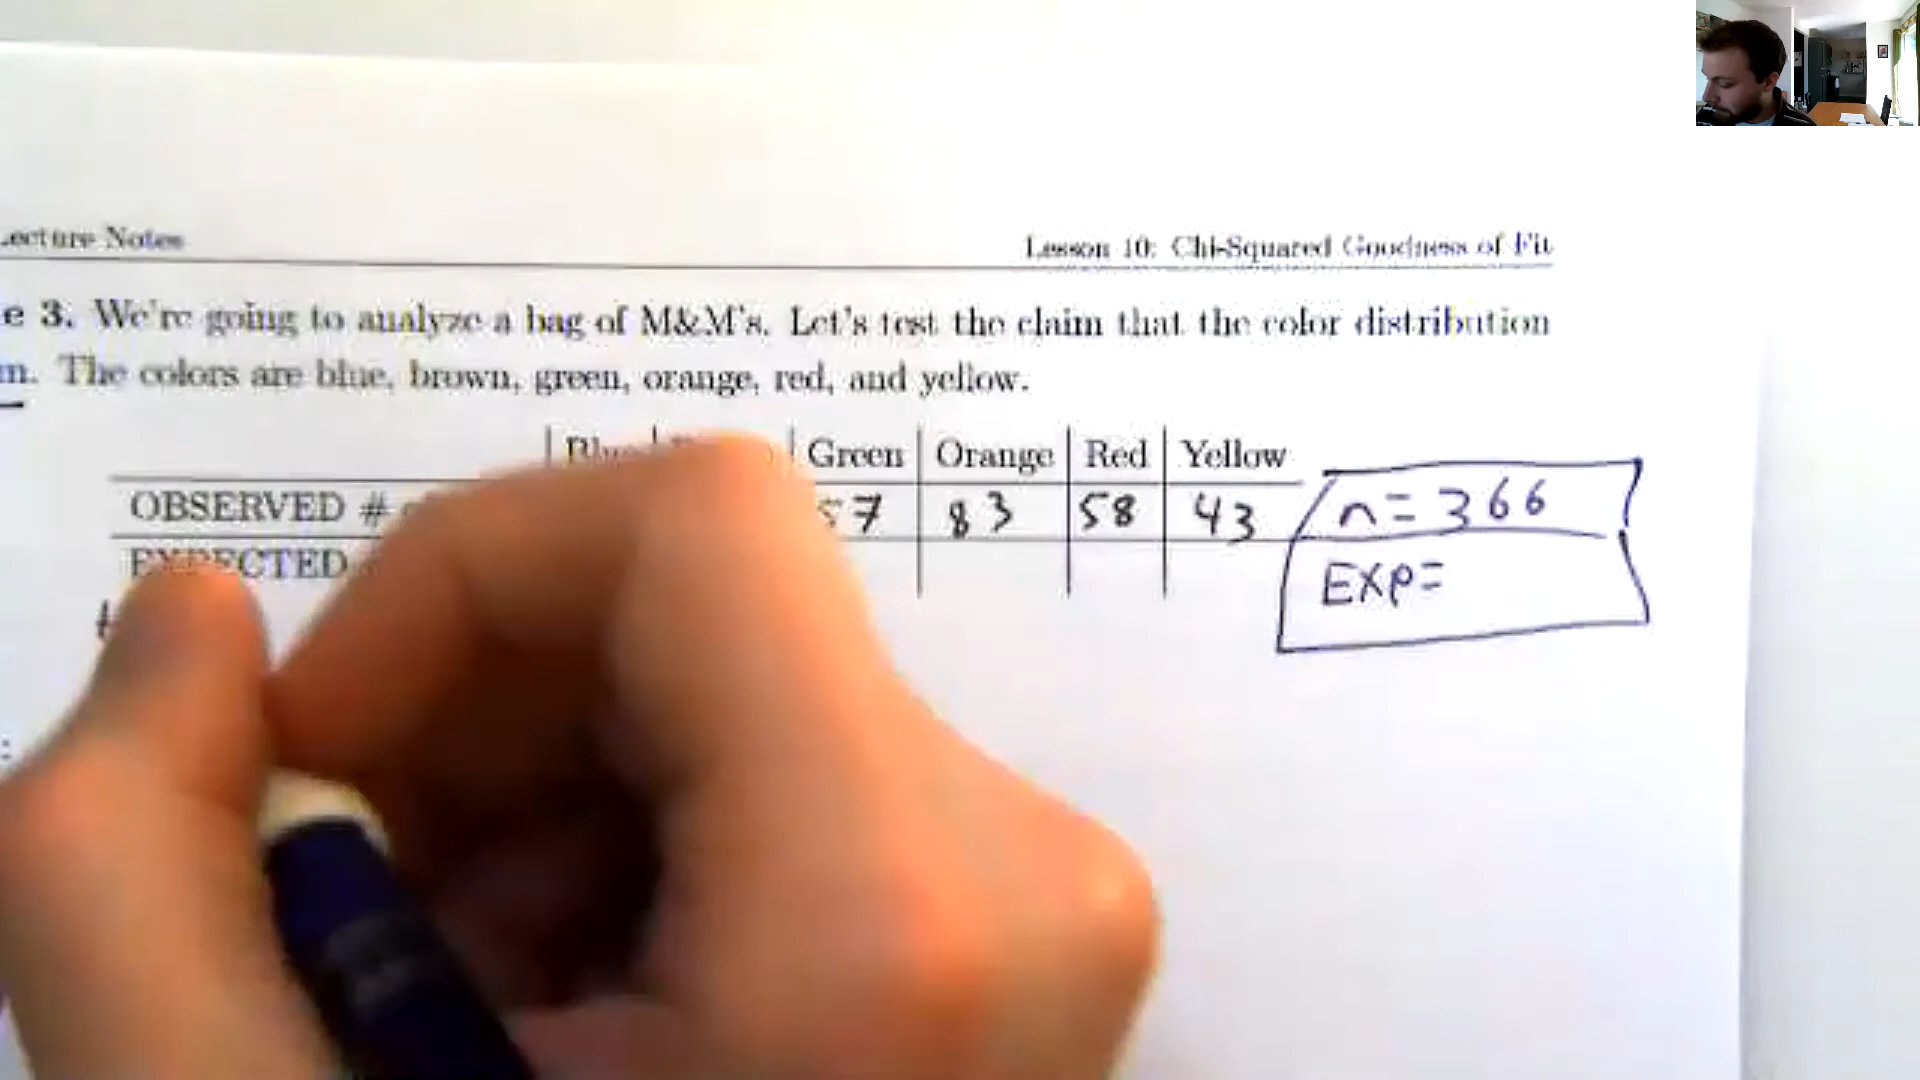 Lecture Notes
Lesson 10: Chi-Squared Goodness of Fit
e 3. We're going to analyze a bag of M&M's. Let's test the claim that the color distribution
n. The colors are blue, brown, green, orange, red, and yellow.
Blue Green Orange Red Yellow
OBSERVED # 57 83 58 43 n=366
EXPECTED Exp=
: